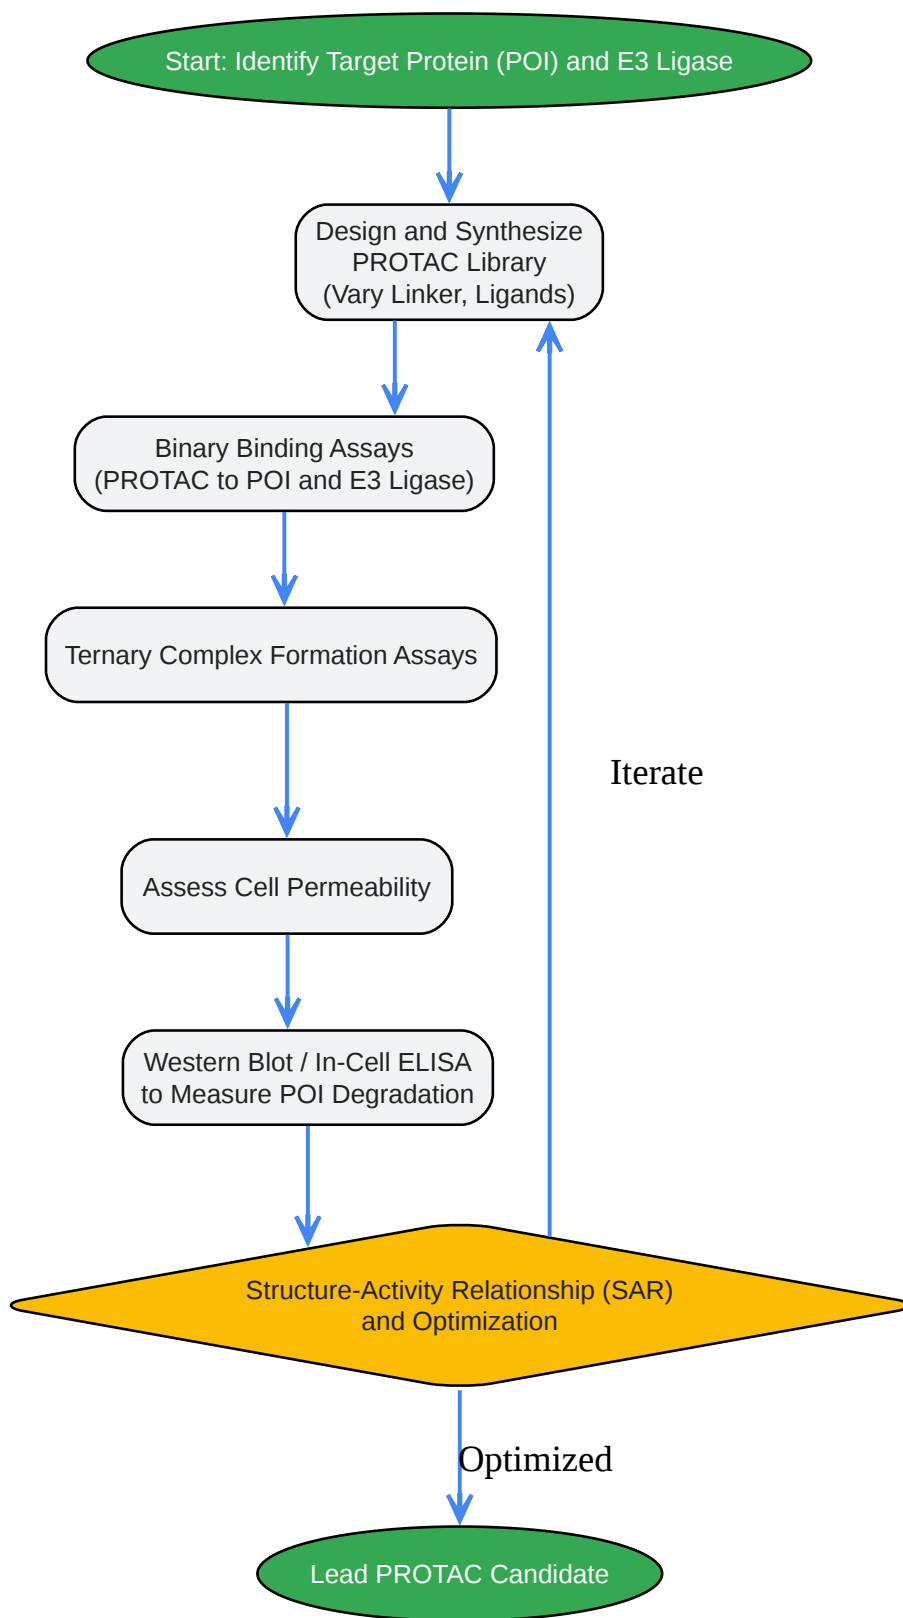 Start: Identify Target Protein (POI) and E3 Ligase
Design and Synthesize
PROTAC Library
(Vary Linker, Ligands)
Binary Binding Assays
(PROTAC to POI and E3 Ligase)
Ternary Complex Formation Assays
Iterate
Assess Cell Permeability
Western Blot / In-Cell ELISA
to Measure POI Degradation
Structure-Activity Relationship (SAR)
and Optimization
Optimized
Lead PROTAC Candidate